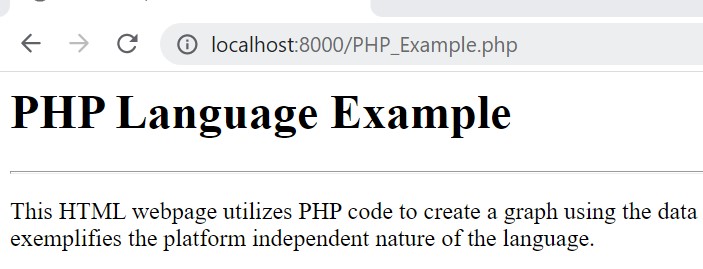 localhost:8000/PHP_Example.php
PHP Language Example
This HTML webpage utilizes PHP code to create a graph using the data
exemplifies the platform independent nature of the language.